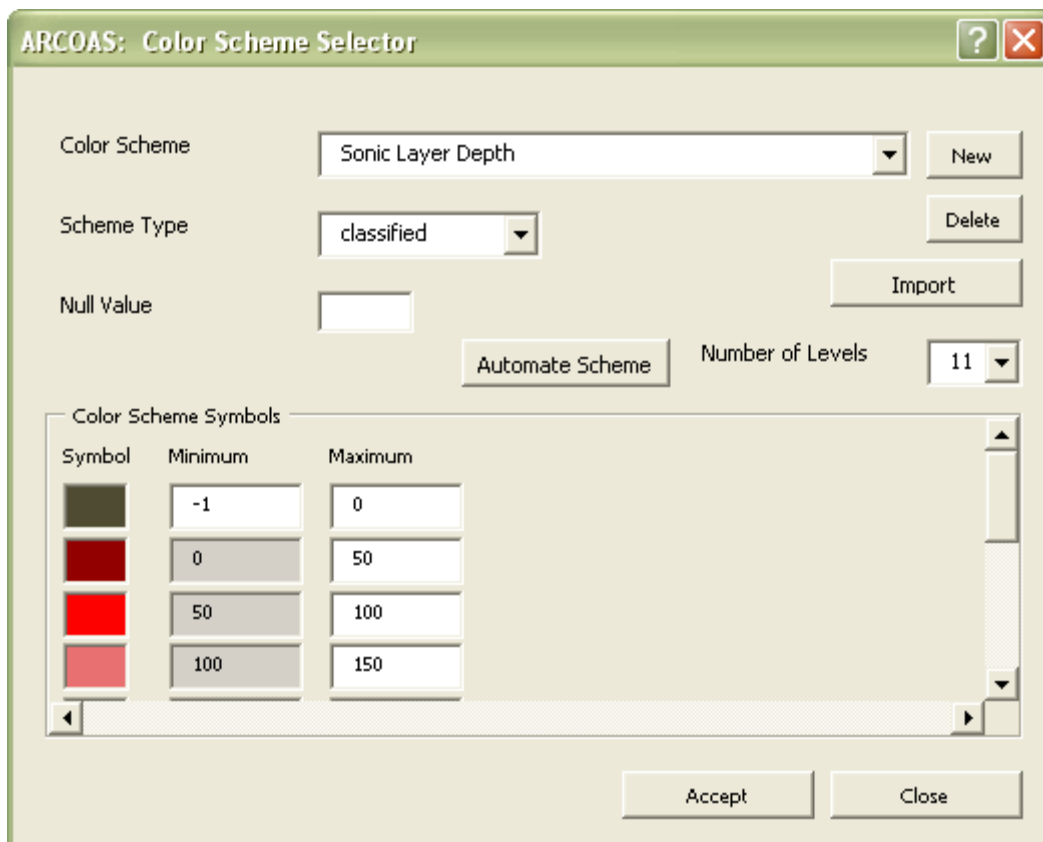 ARCOAS: Color Scheme Selector
Color Scheme Sonic Layer Depth New
Scheme Type classified Delete
Import
Null Value
Automate Scheme Number of Levels 11
Color Scheme Symbols
Symbol Minimum Maximum
-1 0
0 50
50 100
100 150
Accept Close